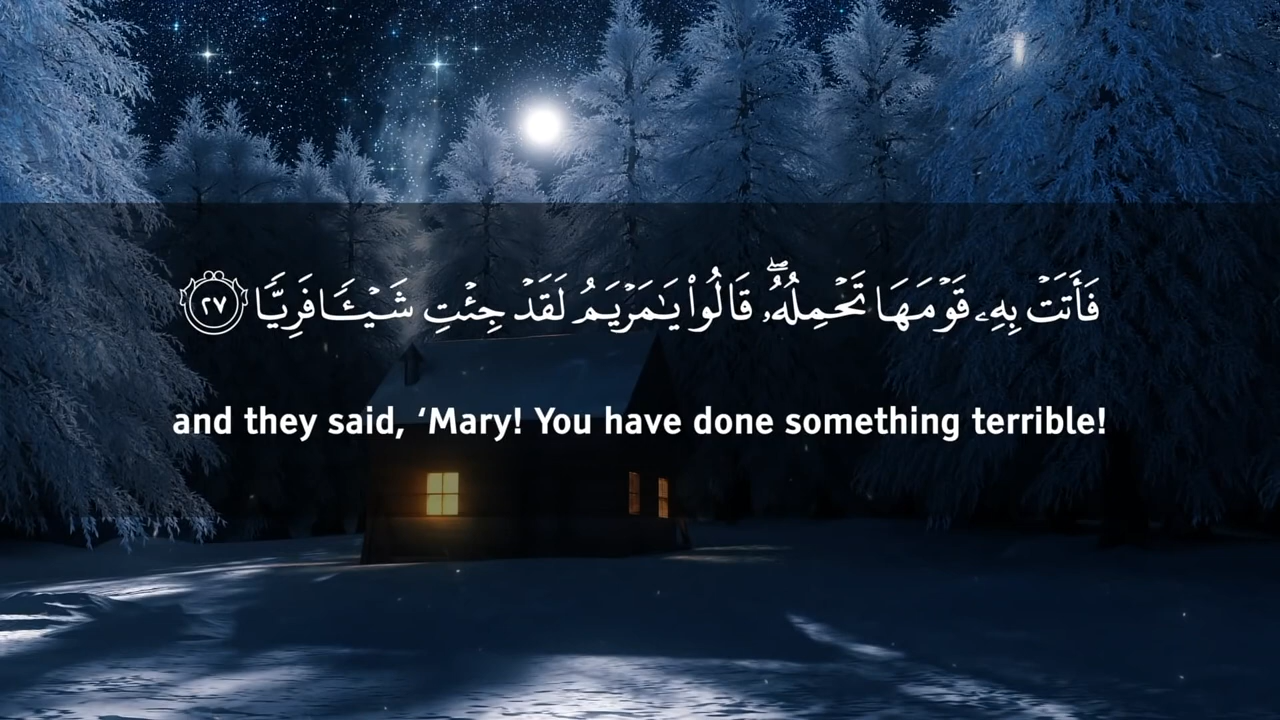 فَأَتَتْ بِهِۦ قَوْمَهَا تَحْمِلُهُۥۖ قَالُوا۟ يَـٰمَرْيَمُ لَقَدْ جِئْتِ شَيْـًٔا فَرِيًّا ٢٧
and they said, ‘Mary! You have done something terrible!